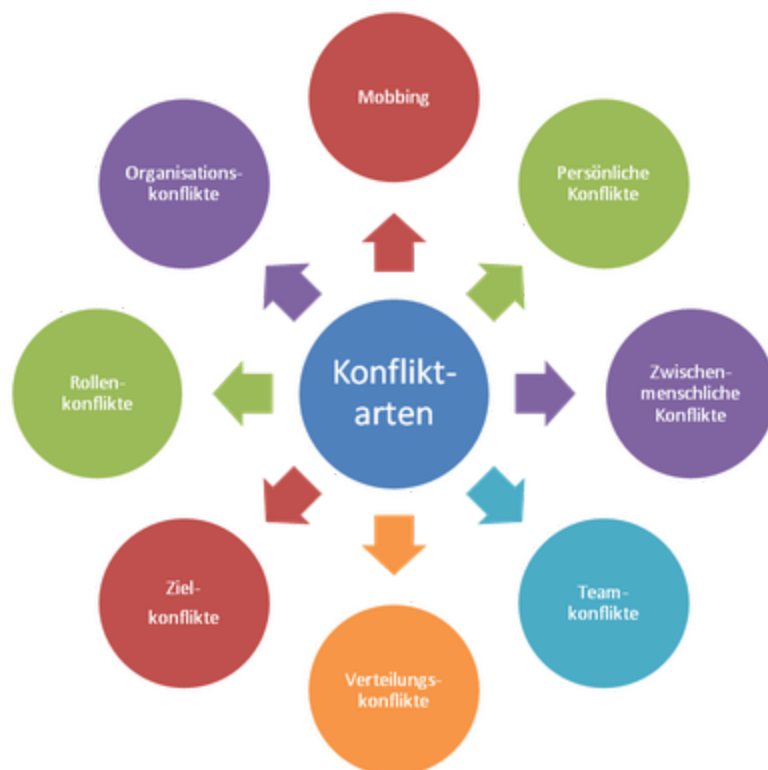 Mobbing
Persönliche
Konflikte
Zwischen-
menschliche
Konflikte
Team-
konflikte
Verteilungs-
konflikte
Ziel-
konflikte
Rollen-
konflikte
Organisations-
konflikte
Konflikt-
arten